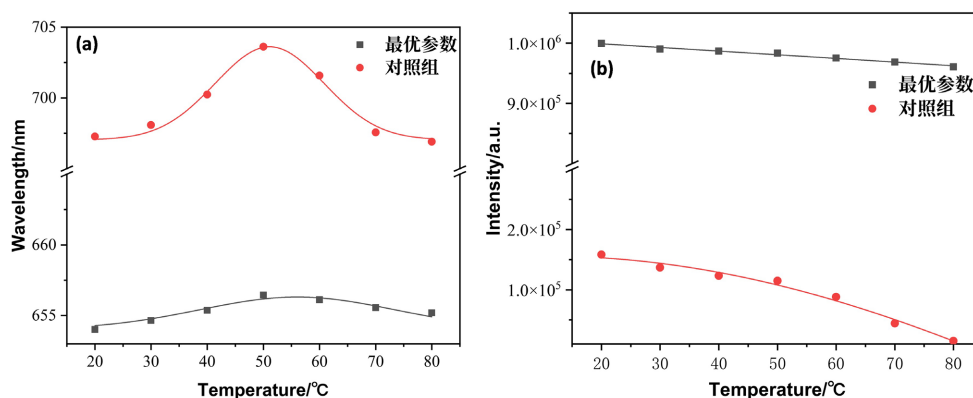 (a)
最优参数
对照组
705
700
660
655
Wavelength/nm
20 30 40 50 60 70 80
Temperature/℃
(b)
最优参数
对照组
1.0×10⁶
9.0×10⁵
2.0×10⁵
1.0×10⁵
Intensity/a.u.
20 30 40 50 60 70 80
Temperature/℃